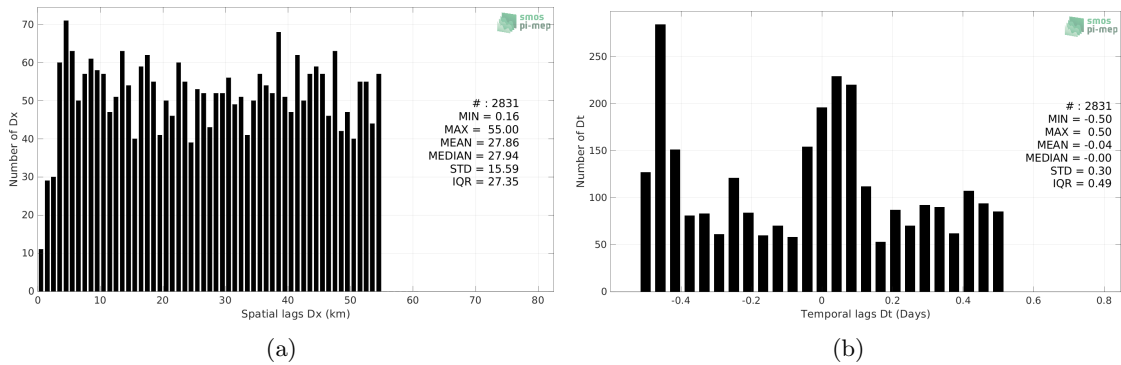 70
60
50
40
30
20
10
0
Number of Dx
0 10 20 30 40 50 60 70 80
Spatial lags Dx (km)
smos
pi-mep
# : 2831
MIN = 0.16
MAX = 55.00
MEAN = 27.86
MEDIAN = 27.94
STD = 15.59
IQR = 27.35
(a)
250
200
150
100
50
0
Number of Dt
-0.4 -0.2 0 0.2 0.4 0.6 0.8
Temporal lags Dt (Days)
smos
pi-mep
# : 2831
MIN = -0.50
MAX = 0.50
MEAN = -0.04
MEDIAN = -0.00
STD = 0.30
IQR = 0.49
(b)